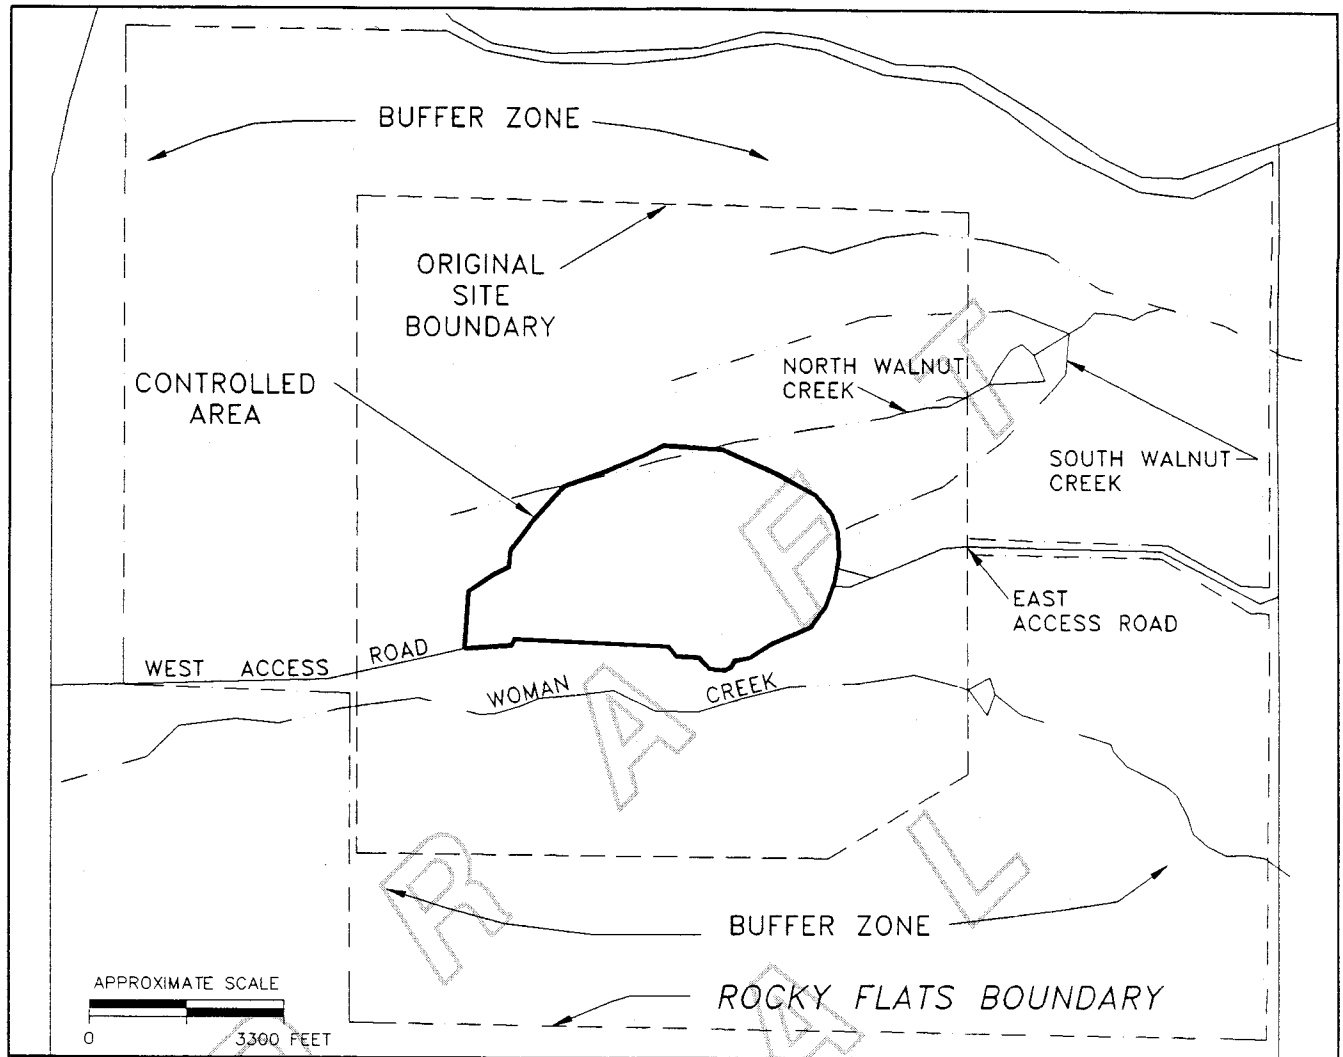 BUFFER ZONE
ORIGINAL
SITE
BOUNDARY
CONTROLLED
AREA
NORTH WALNUT
CREEK
SOUTH WALNUT
CREEK
EAST
ACCESS ROAD
WEST ACCESS ROAD
WOMAN CREEK
BUFFER ZONE
ROCKY FLATS BOUNDARY
APPROXIMATE SCALE
0 3300 FEET
R A F T
A L